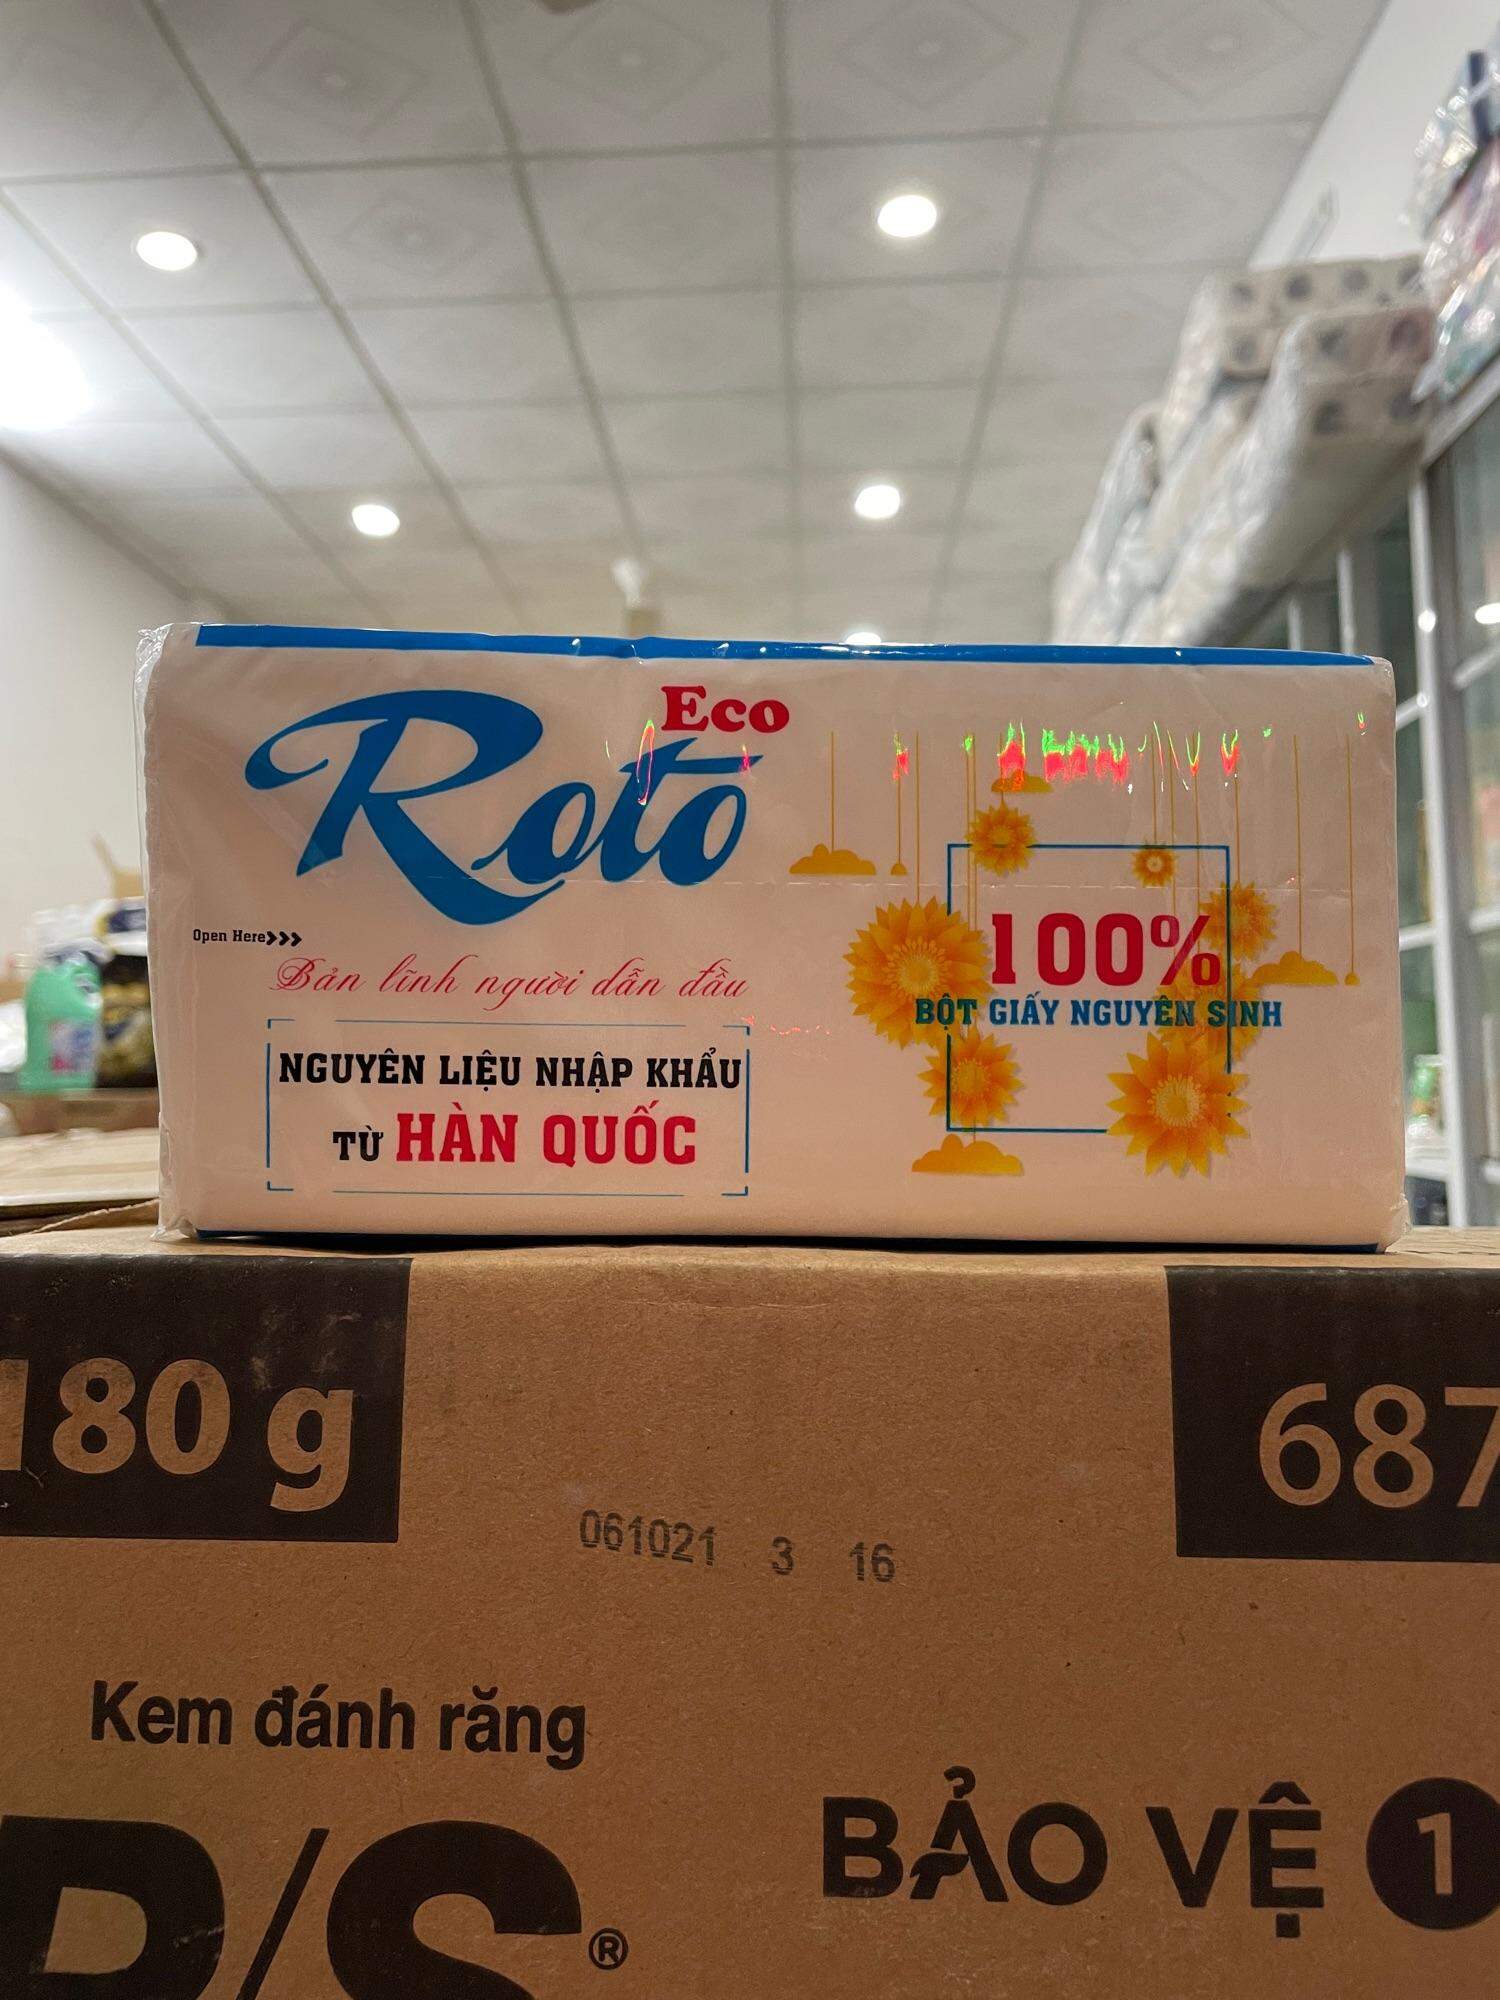 Eco
Roto
Open Here>>>
Bản lĩnh người dẫn đầu
NGUYÊN LIỆU NHẬP KHẨU
TỪ HÀN QUỐC
100%
BỘT GIẤY NGUYÊN SINH
180 g
687
061021 3 16
Kem đánh răng
P/S®
BẢO VỆ 1